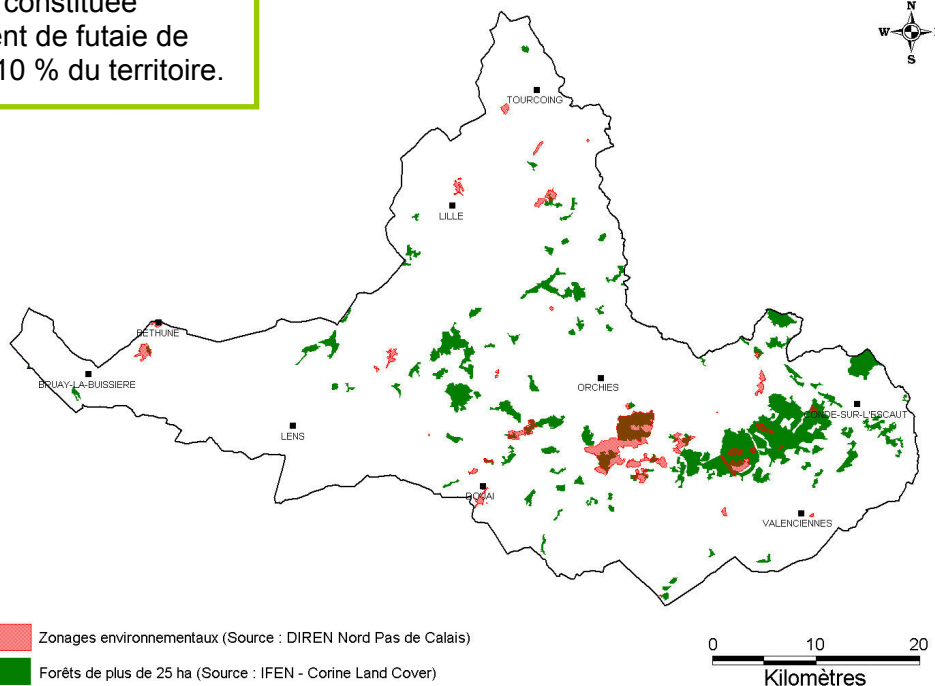 constituée
ent de futaie de
10 % du territoire.
N
W
S
TOURCOING
LILLE
BETHUNE
BRUAY-LA-BUISSIERE
ORCHIES
CONDE-SUR-L'ESCAUT
LENS
DOUAI
VALENCIENNES
Zonages environnementaux (Source : DIREN Nord Pas de Calais)
Forêts de plus de 25 ha (Source : IFEN - Corine Land Cover)
0 10 20
Kilomètres